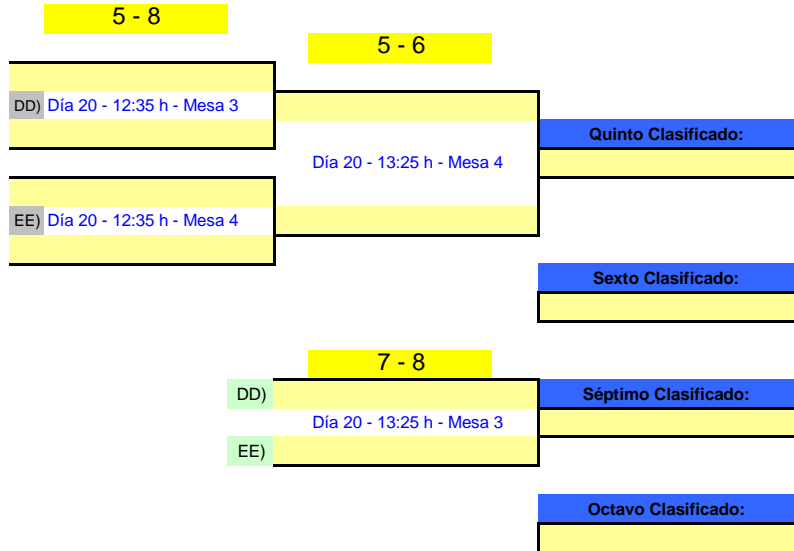 5 - 8
5 - 6
DD) Día 20 - 12:35 h - Mesa 3
Quinto Clasificado:
Día 20 - 13:25 h - Mesa 4
EE) Día 20 - 12:35 h - Mesa 4
Sexto Clasificado:
7 - 8
DD)
Séptimo Clasificado:
Día 20 - 13:25 h - Mesa 3
EE)
Octavo Clasificado: